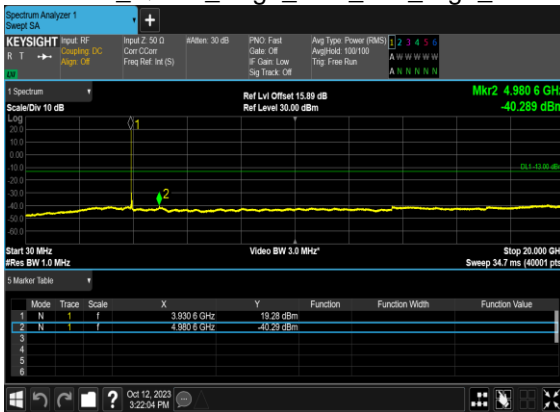 Spectrum Analyzer 1
Swept SA
KEYSIGHT Input: RF Input Z: 50 Ω #Atten: 30 dB PNO: Fast Avg Type: Power (RMS) 1 2 3 4 5 6
R T Coupling: DC Corr CCorr Gate: Off Avg|Hold: 100/100 A W W W W W
Align: Off Freq Ref: Int (S) IF Gain: Low Trig: Free Run
Sig Track: Off A N N N N N
1 Spectrum
Ref Lvl Offset 15.89 dB Mkr2 4.980 6 GHz
Scale/Div 10 dB Ref Level 30.00 dBm -40.289 dBm
Log
20.0
10.0
0.00
-10.0
-20.0
-30.0
-40.0
-50.0
-60.0
1
2
DL1 -13.00 dBm
Start 30 MHz Video BW 3.0 MHz* Stop 20.000 GHz
#Res BW 1.0 MHz Sweep 34.7 ms (40001 pts)
5 Marker Table
Mode Trace Scale X Y Function Function Width Function Value
1 N 1 f 3.930 6 GHz 19.28 dBm
2 N 1 f 4.980 6 GHz -40.29 dBm
3
4
5
6
? Oct 12, 2023
3:22:04 PM